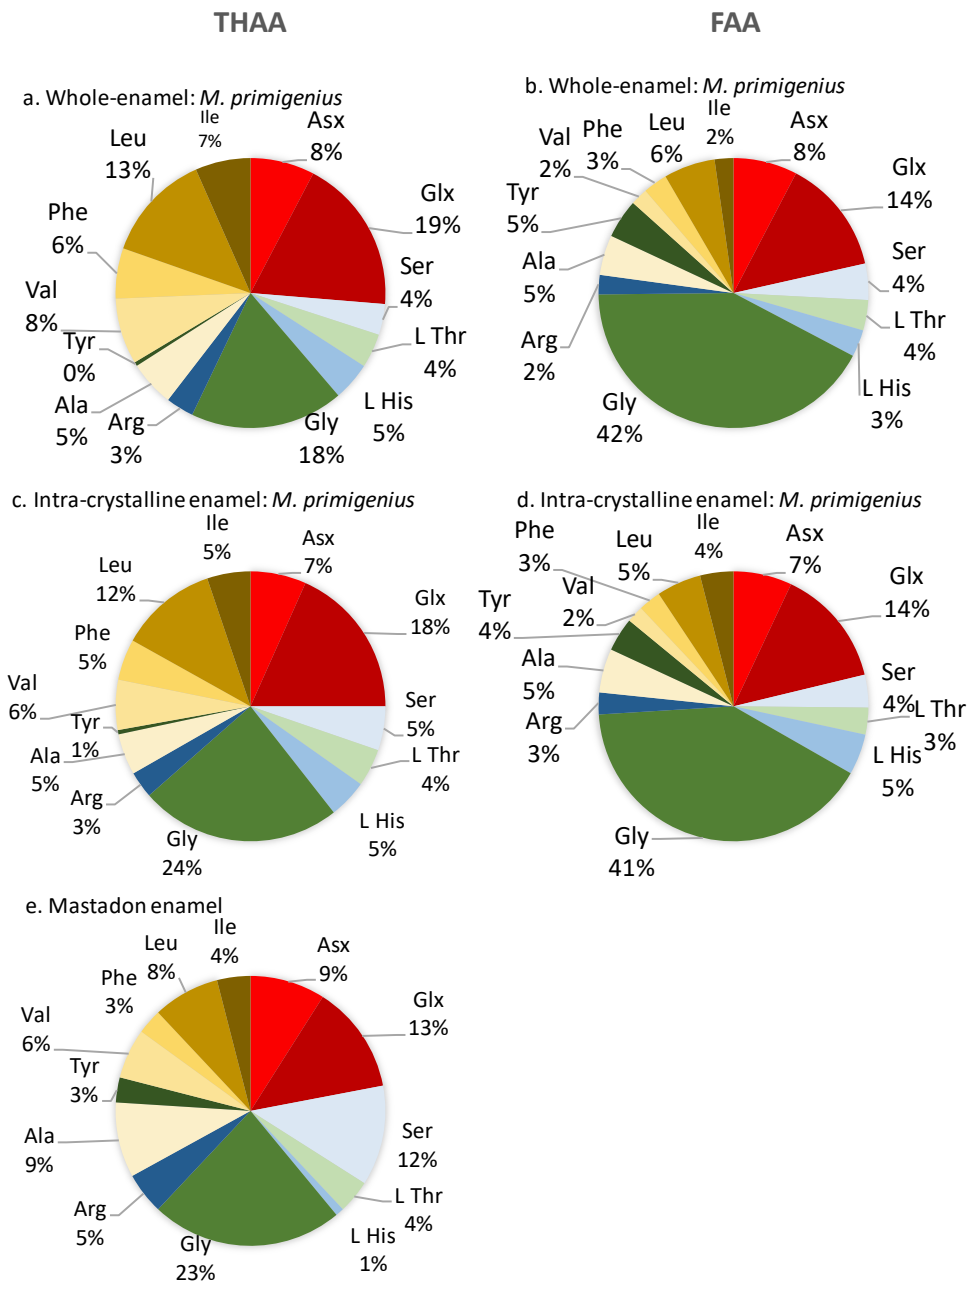 THAA
FAA
a. Whole-enamel: M. primigenius
Ile
7%
Asx
8%
Glx
19%
Ser
4%
L Thr
4%
L His
5%
Gly
18%
Arg
3%
Ala
5%
Tyr
0%
Val
8%
Phe
6%
Leu
13%
b. Whole-enamel: M. primigenius
Ile
2%
Asx
8%
Glx
14%
Ser
4%
L Thr
4%
L His
3%
Gly
42%
Arg
2%
Ala
5%
Tyr
5%
Val
2%
Phe
3%
Leu
6%
c. Intra-crystalline enamel: M. primigenius
Ile
5%
Asx
7%
Glx
18%
Ser
5%
L Thr
4%
L His
5%
Gly
24%
Arg
3%
Ala
5%
Tyr
1%
Val
6%
Phe
5%
Leu
12%
d. Intra-crystalline enamel: M. primigenius
Ile
4%
Asx
7%
Glx
14%
Ser
4%
L Thr
3%
L His
5%
Gly
41%
Arg
3%
Ala
5%
Tyr
4%
Val
2%
Phe
3%
Leu
5%
e. Mastadon enamel
Ile
4%
Asx
9%
Glx
13%
Ser
12%
L Thr
4%
L His
1%
Gly
23%
Arg
5%
Ala
9%
Tyr
3%
Val
6%
Phe
3%
Leu
8%